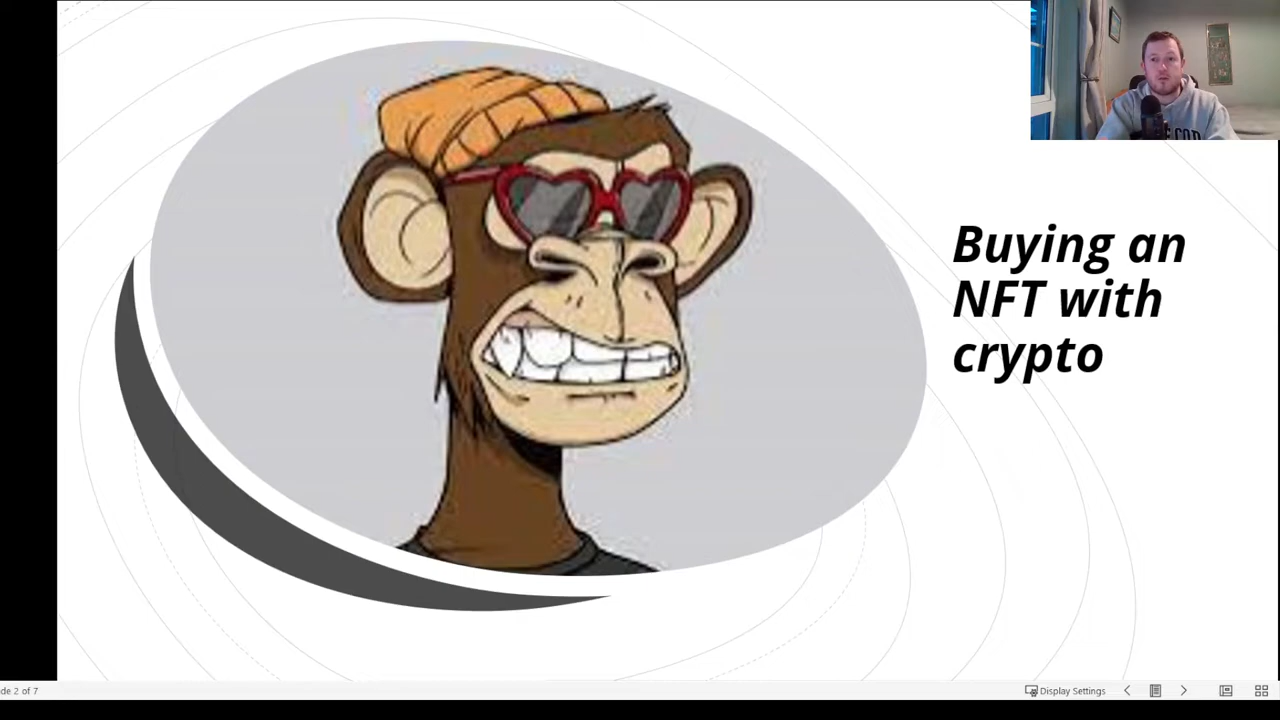 Buying an
NFT with
crypto
de 2 of 7
Display Settings